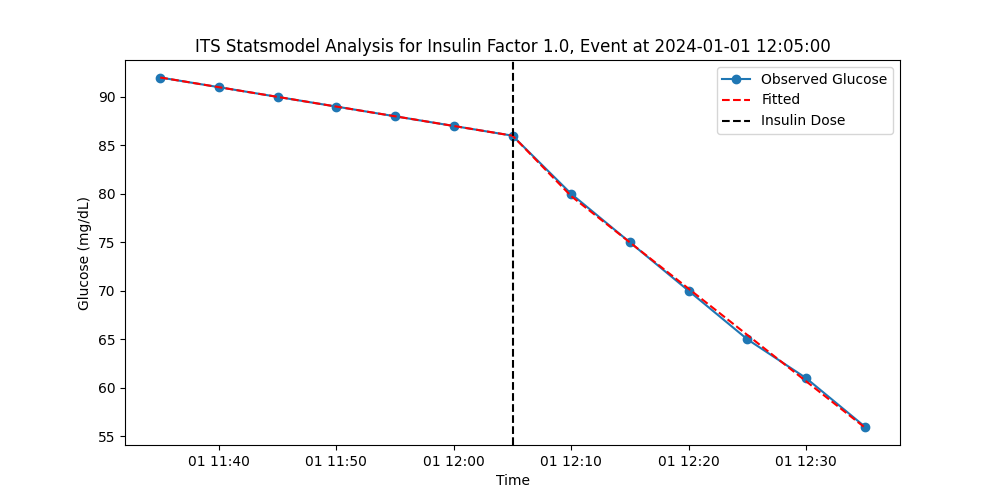 ITS Statsmodel Analysis for Insulin Factor 1.0, Event at 2024-01-01 12:05:00
Observed Glucose
Fitted
Insulin Dose
Glucose (mg/dL)
90
85
80
75
70
65
60
55
01 11:40 01 11:50 01 12:00 01 12:10 01 12:20 01 12:30
Time